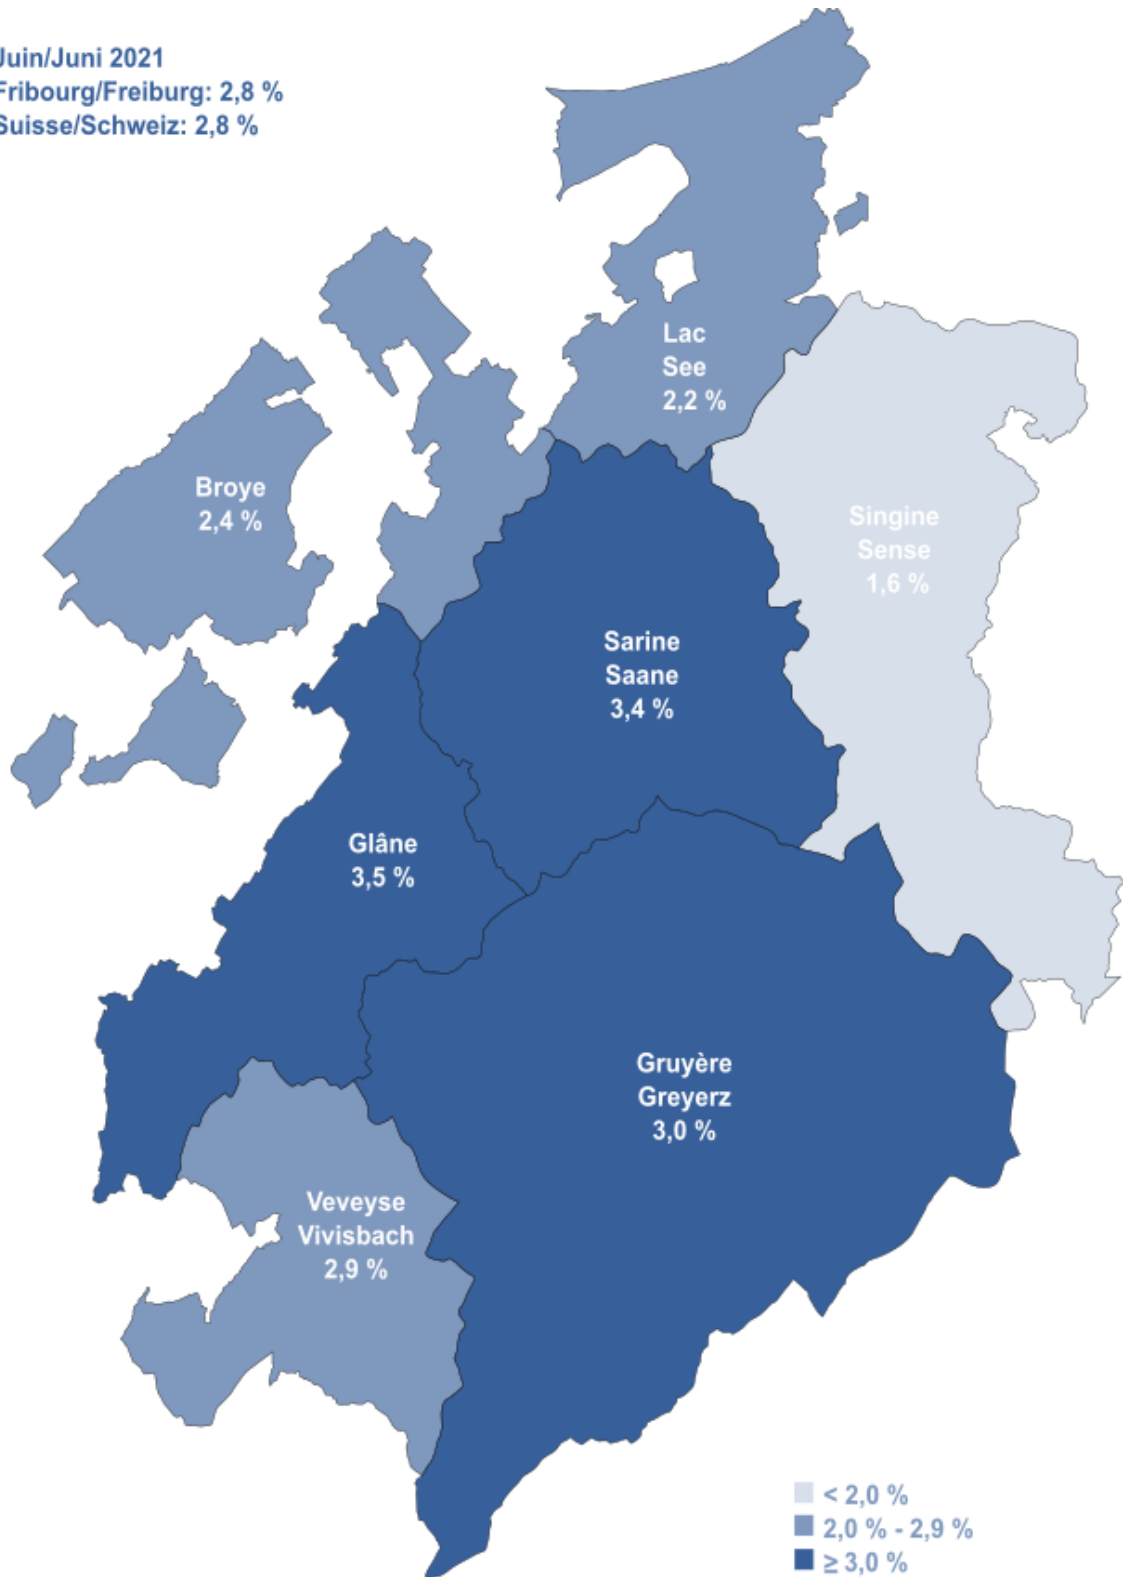 Juin/Juni 2021
Fribourg/Freiburg: 2,8 %
Suisse/Schweiz: 2,8 %
Lac
See
2,2 %
Broye
2,4 %
Singine
Sense
1,6 %
Sarine
Saane
3,4 %
Glâne
3,5 %
Gruyère
Greyerz
3,0 %
Veveyse
Vivisbach
2,9 %
< 2,0 %
2,0 % - 2,9 %
≥ 3,0 %